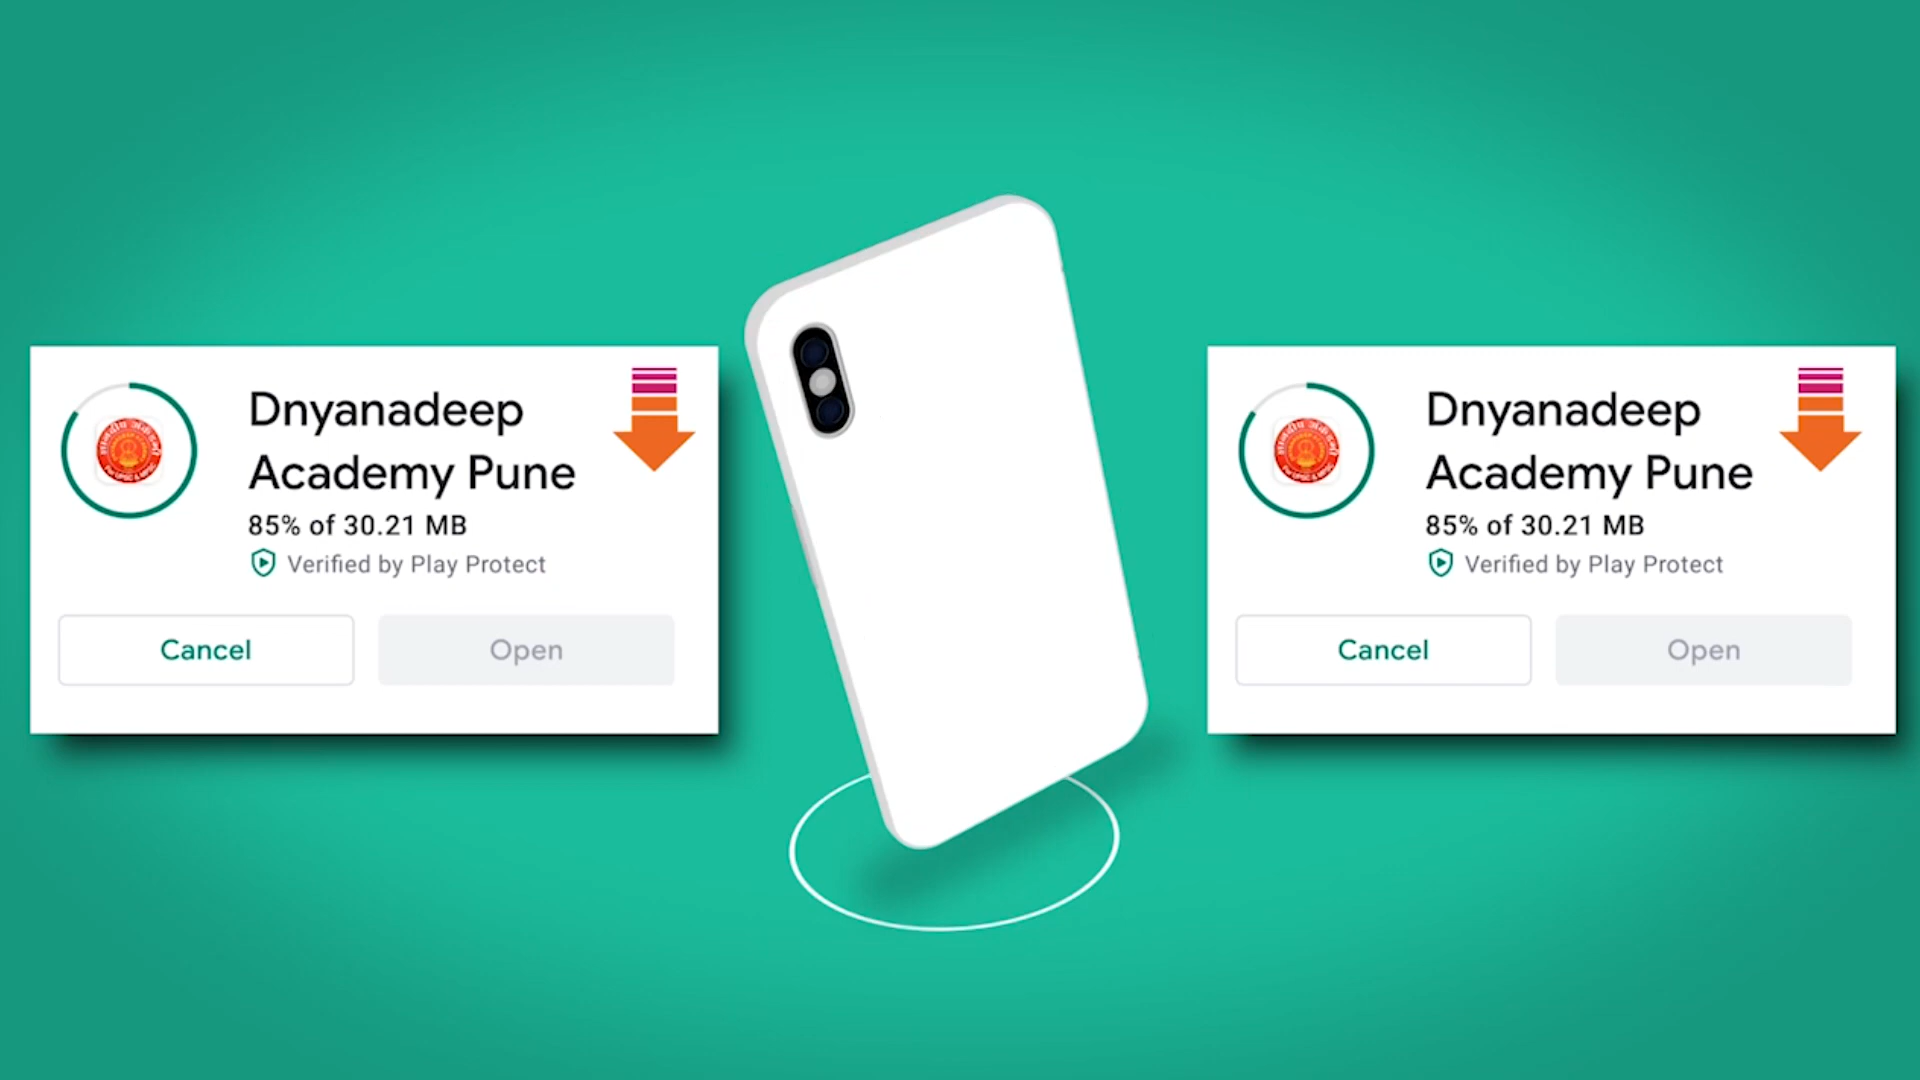 Dnyanadeep
Academy Pune
85% of 30.21 MB
Verified by Play Protect
Cancel
Open
Dnyanadeep
Academy Pune
85% of 30.21 MB
Verified by Play Protect
Cancel
Open